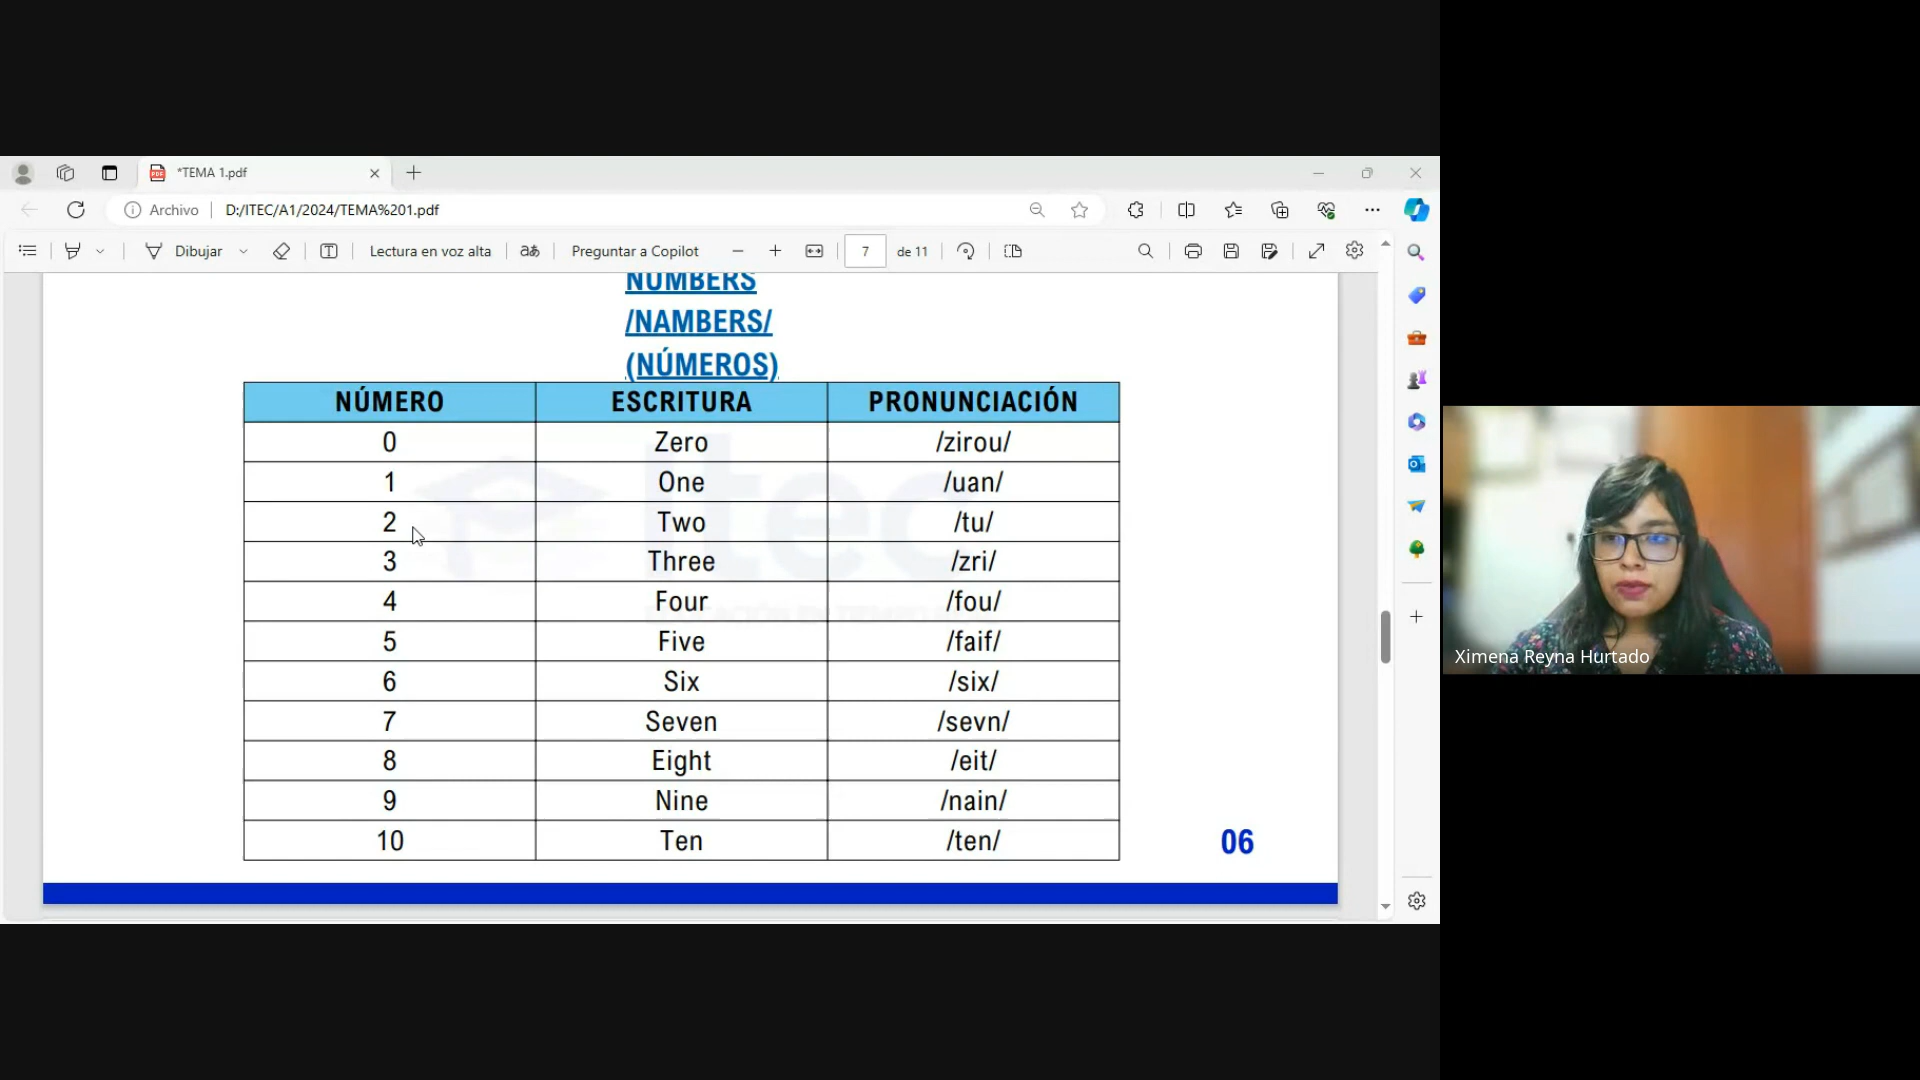 *TEMA 1.pdf
Archivo
D:/ITEC/A1/2024/TEMA%201.pdf
Dibujar
Lectura en voz alta
aあ
Preguntar a Copilot
7
de 11
NUMBERS
/NAMBERS/
(NÚMEROS)
NÚMERO ESCRITURA PRONUNCIACIÓN
0 Zero /zirou/
1 One /uan/
2 Two /tu/
3 Three /zri/
4 Four /fou/
5 Five /faif/
6 Six /six/
7 Seven /sevn/
8 Eight /eit/
9 Nine /nain/
10 Ten /ten/
06
Itec
Ximena Reyna Hurtado